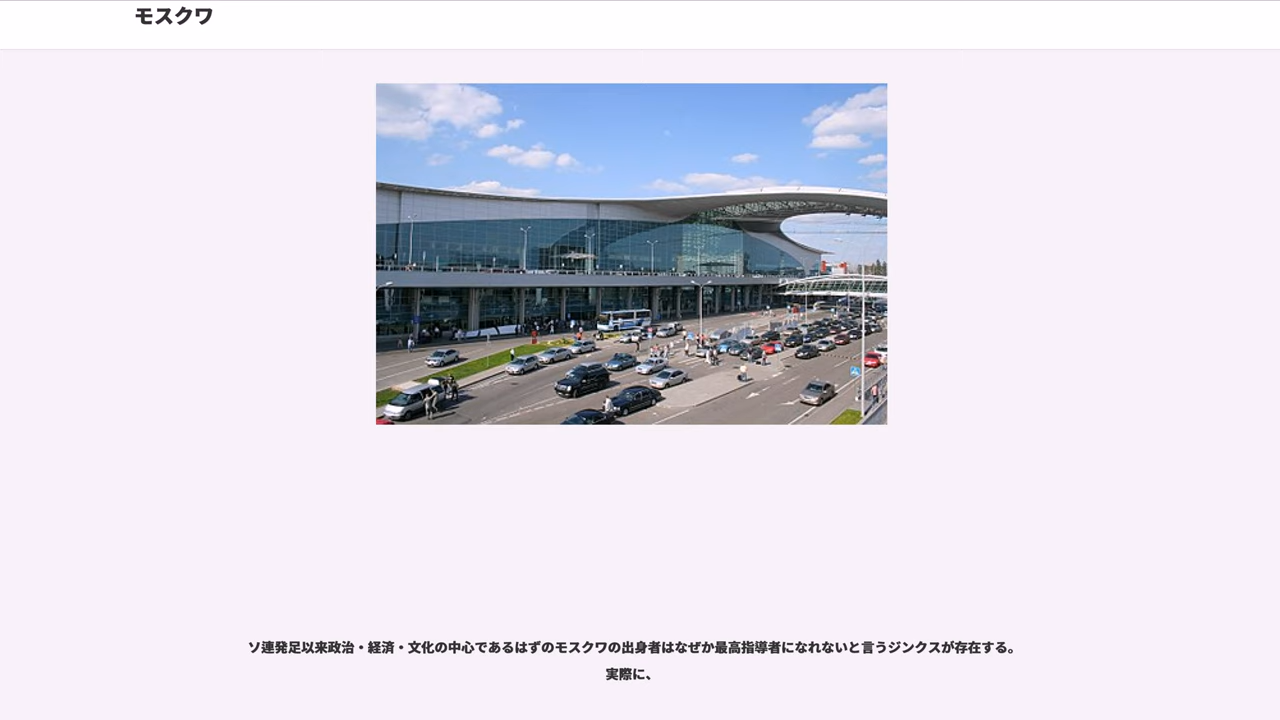 モスクワ
ソ連発足以来政治・経済・文化の中心であるはずのモスクワの出身者はなぜか最高指導者になれないと言うジンクスが存在する。
実際に、